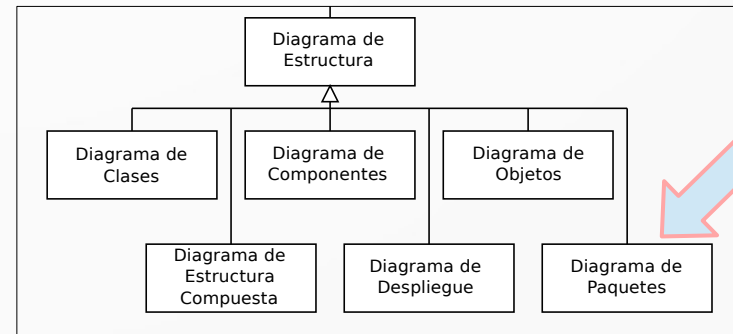 Diagrama de
Estructura
Diagrama de
Clases
Diagrama de
Componentes
Diagrama de
Objetos
Diagrama de
Estructura
Compuesta
Diagrama de
Despliegue
Diagrama de
Paquetes